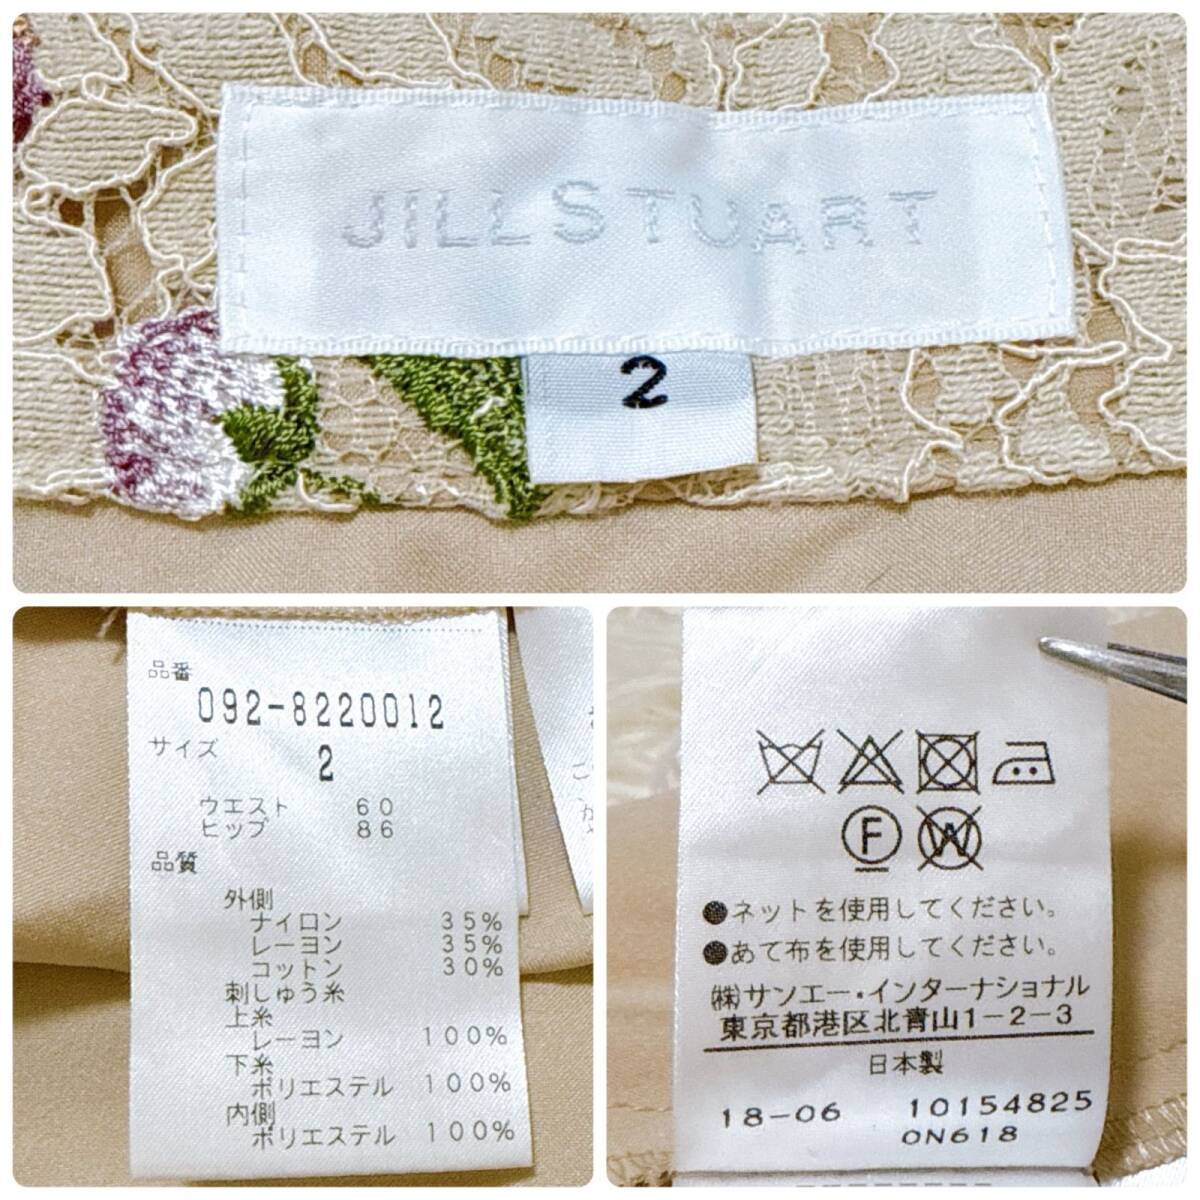 JILLSTUART
2
品番
092-8220012
サイズ
2
ウエスト 60
ヒップ 86
品質
外側
ナイロン 35%
レーヨン 35%
コットン 30%
刺しゅう糸
上糸
レーヨン 100%
下糸
ポリエステル 100%
内側
ポリエステル 100%
F W
●ネットを使用してください。
●あて布を使用してください。
㈱サンエー・インターナショナル
東京都港区北青山1-2-3
日本製
18-06 10154825
0N618